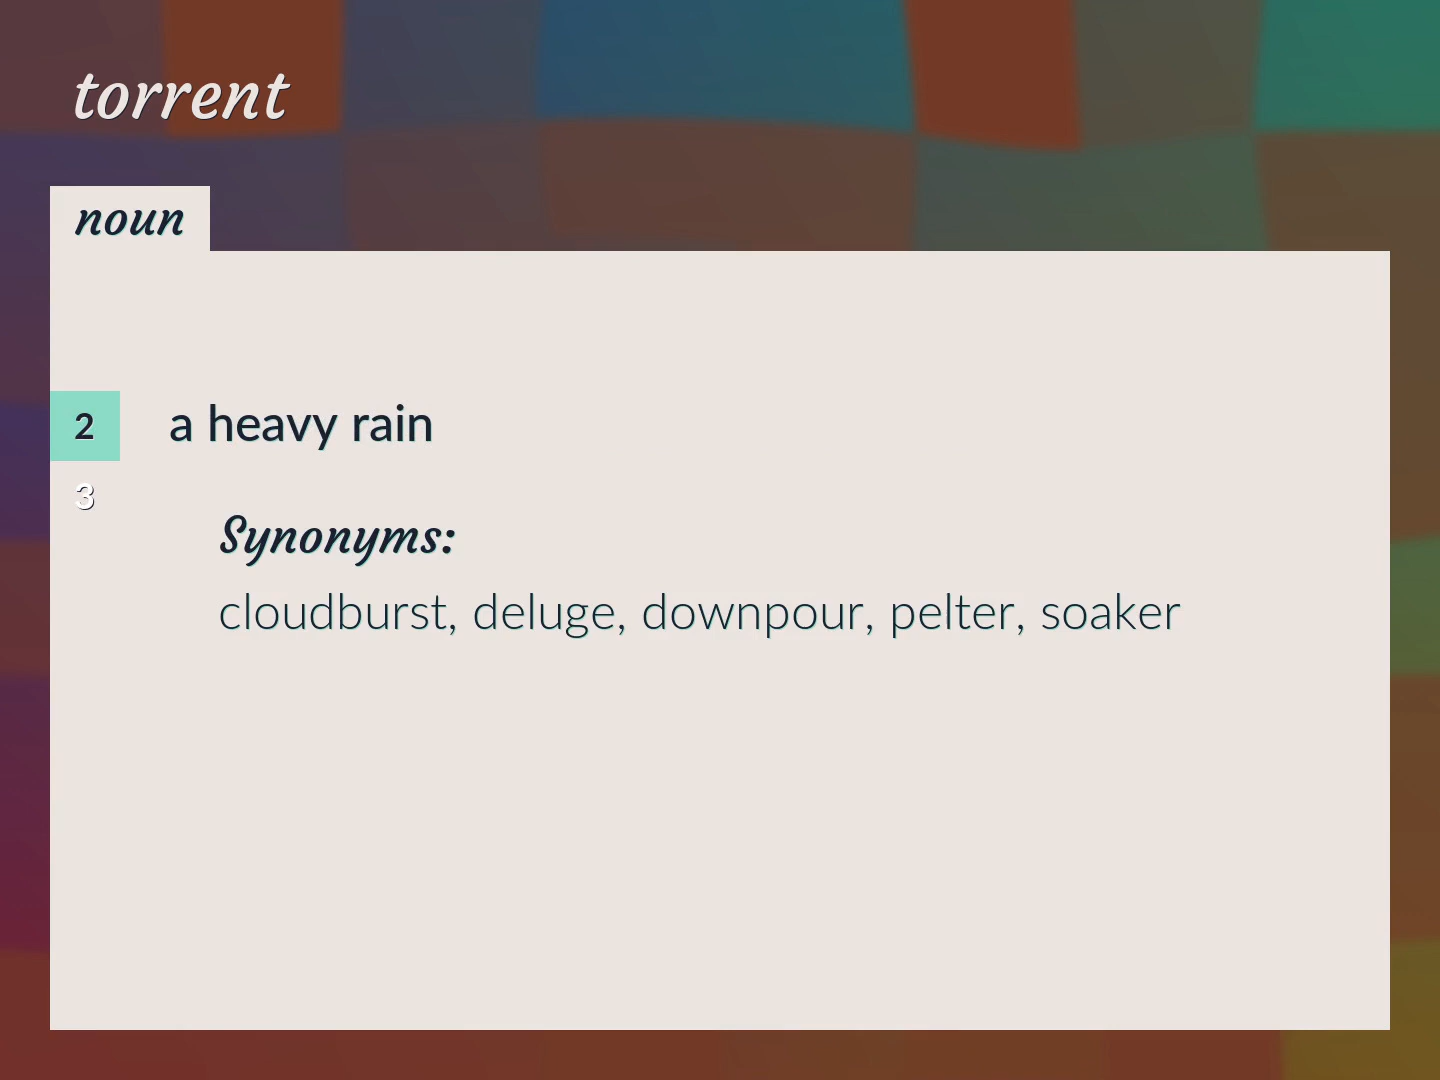 torrent
noun
2
a heavy rain
3
Synonyms:
cloudburst, deluge, downpour, pelter, soaker